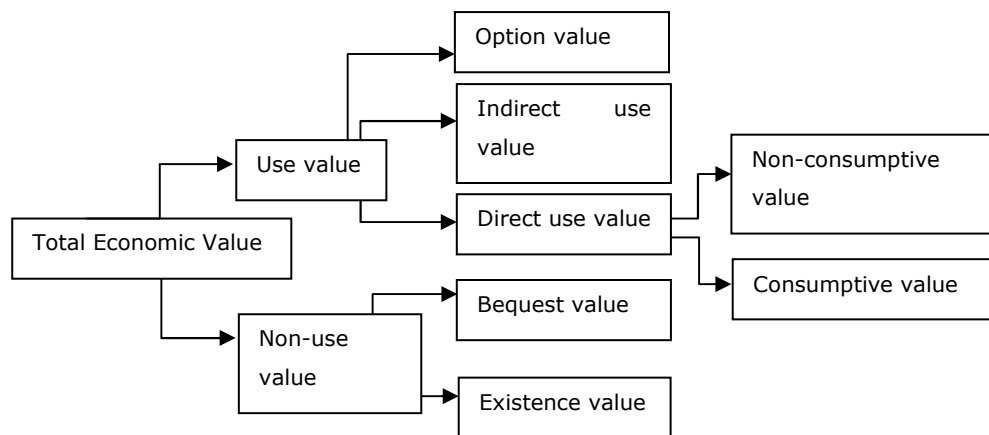 Option value
Indirect use
value
Use value
Non-consumptive
value
Direct use value
Total Economic Value
Consumptive value
Bequest value
Non-use
value
Existence value